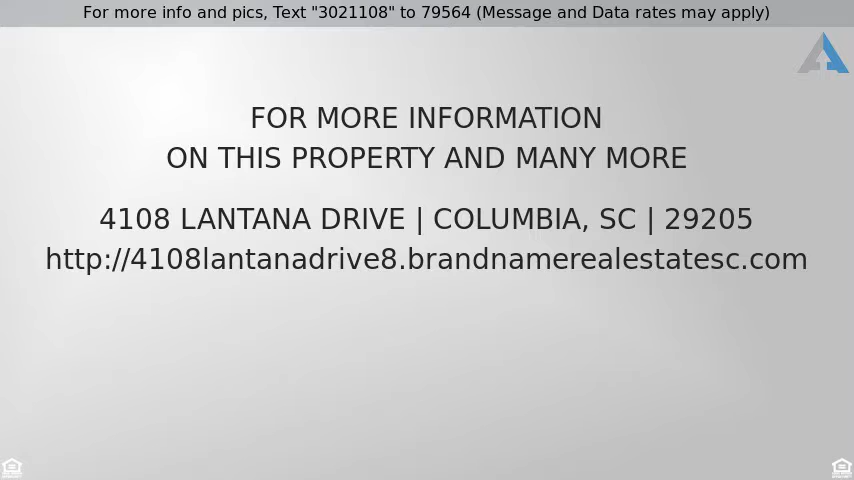 For more info and pics, Text "3021108" to 79564 (Message and Data rates may apply)
FOR MORE INFORMATION
ON THIS PROPERTY AND MANY MORE
4108 LANTANA DRIVE | COLUMBIA, SC | 29205
http://4108lantanadrive8.brandnamerealestatesc.com